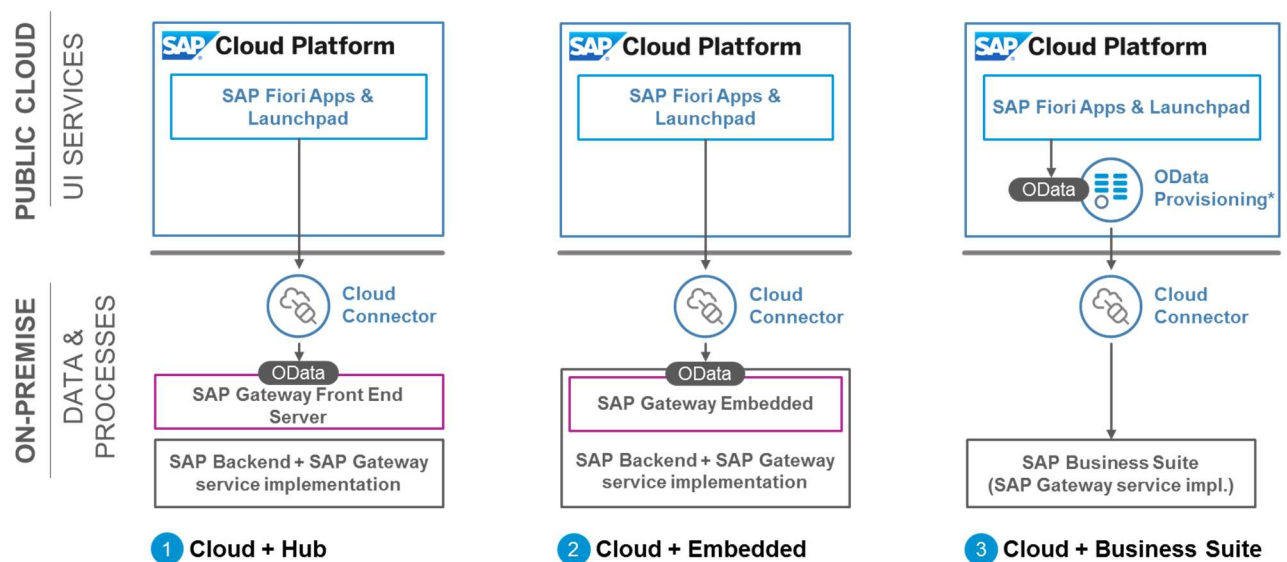 PUBLIC CLOUD
UI SERVICES
SAP Cloud Platform
SAP Fiori Apps &
Launchpad
SAP Cloud Platform
SAP Fiori Apps &
Launchpad
SAP Cloud Platform
SAP Fiori Apps & Launchpad
OData
OData
Provisioning*
ON-PREMISE
DATA &
PROCESSES
Cloud
Connector
OData
SAP Gateway Front End
Server
SAP Backend + SAP Gateway
service implementation
Cloud
Connector
OData
SAP Gateway Embedded
SAP Backend + SAP Gateway
service implementation
Cloud
Connector
SAP Business Suite
(SAP Gateway service impl.)
1 Cloud + Hub
2 Cloud + Embedded
3 Cloud + Business Suite